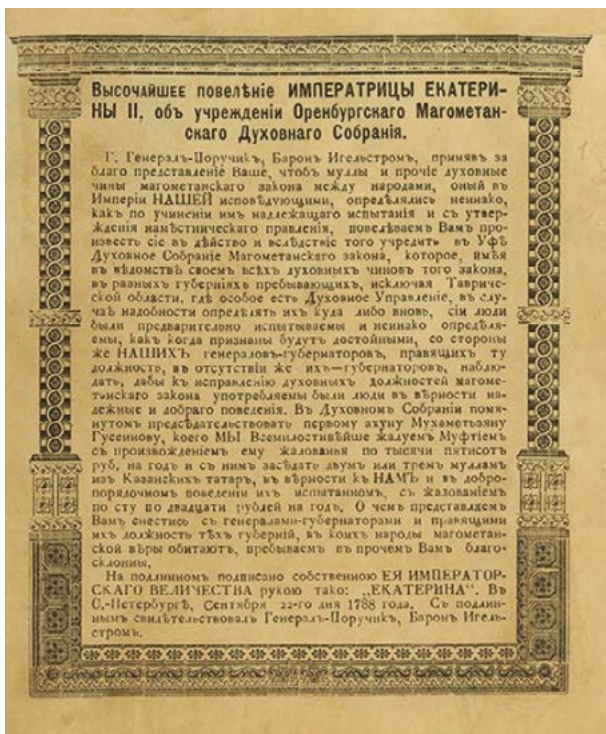 Высочайшее повелѣніе ИМПЕРАТРИЦЫ ЕКАТЕРИ-
НЫ II, объ учрежденіи Оренбургскаго Магометан-
скаго Духовнаго Собранія.
Г. Генералъ-Поручикъ, Баронъ Игельстромъ, принявъ за
благо представленіе Ваше, чтобъ муллы и прочіе духовные
чины магометанскаго закона между народами, оный въ
Имперіи НАШЕЙ исповѣдующими, опредѣлялись неинако,
какъ по учиненіи имъ надлежащаго испытанія и съ утвер-
жденія намѣстническаго правленія, повелѣваемъ Вамъ про-
известь сіе въ дѣйство и вслѣдствіе того учредить въ Уфѣ
Духовное Собраніе Магометанскаго закона, которое, имѣя
въ вѣдомствѣ своемъ всѣхъ духовныхъ чиновъ того закона,
въ разныхъ губерніяхъ пребывающихъ, исключая Тавриче-
ской области, гдѣ особое есть Духовное Управленіе, въ слу-
чаѣ надобности опредѣлять ихъ куда либо вновь, сіи люди
были предварительно испытываемы и неинако опредѣля-
емы, какъ когда признаны будутъ достойными, со стороны
же НАШИХЪ генераловъ-губернаторовъ, правящихъ ту
должность, въ отсутствіи же ихъ—губернаторовъ, наблю-
дать, дабы къ исправленію духовныхъ должностей магоме-
танскаго закона употребляемы были люди въ вѣрности на-
дежные и добраго поведенія. Въ Духовномъ Собраніи помя-
нутомъ предсѣдательствовать первому ахуну Мухаметьзяну
Гусеинову, коего МЫ Всемилостивѣйше жалуемъ Муфтіемъ
съ произвожденіемъ ему жалованья по тысячи пятисотъ
руб. на годъ и съ нимъ засѣдать двумъ или тремъ мулламъ
изъ Казанскихъ татаръ, въ вѣрности къ НАМЪ и въ добро-
порядочномъ поведеніи ихъ испытанномъ, съ жалованіемъ
по сту по двадцати рублей на годъ. О чемъ представляемъ
Вамъ снестись съ генералами-губернаторами и правящими
ихъ должность тѣхъ губерній, въ коихъ народы магометан-
ской вѣры обитаютъ, пребываемъ въ прочемъ Вамъ благо-
склонны,
На подлинномъ подписано собственною ЕЯ ИМПЕРАТОР-
СКАГО ВЕЛИЧЕСТВА рукою тако: „ЕКАТЕРИНА“. Въ
С.-Петербургѣ, Сентября 22-го дня 1788 года. Съ подлин-
нымъ свидѣтельствовалъ Генералъ-Поручикъ, Баронъ Игель-
стромъ.